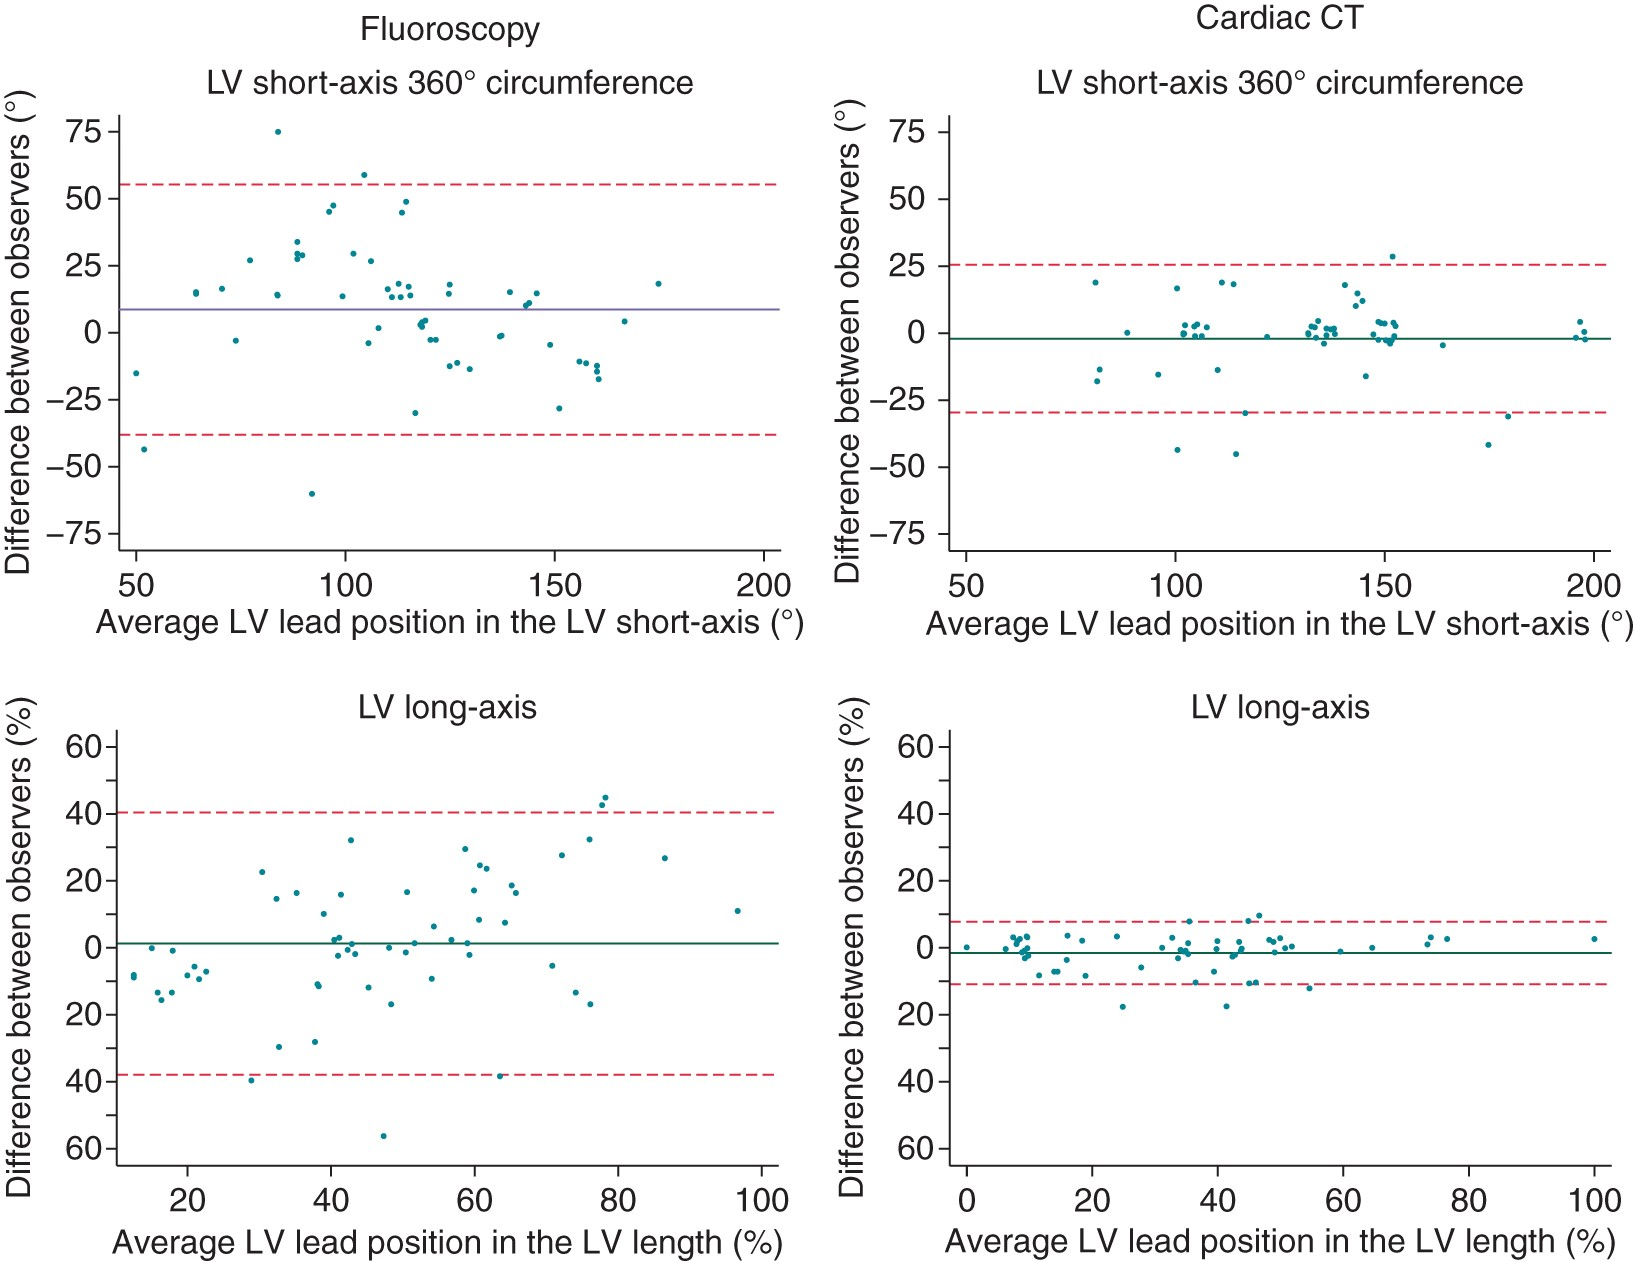 Fluoroscopy
LV short-axis 360° circumference
Difference between observers (°)
75
50
25
0
−25
−50
−75
50 100 150 200
Average LV lead position in the LV short-axis (°)
Cardiac CT
LV short-axis 360° circumference
Difference between observers (°)
75
50
25
0
−25
−50
−75
50 100 150 200
Average LV lead position in the LV short-axis (°)
LV long-axis
Difference between observers (%)
60
40
20
0
20
40
60
20 40 60 80 100
Average LV lead position in the LV length (%)
LV long-axis
Difference between observers (%)
60
40
20
0
20
40
60
0 20 40 60 80 100
Average LV lead position in the LV length (%)